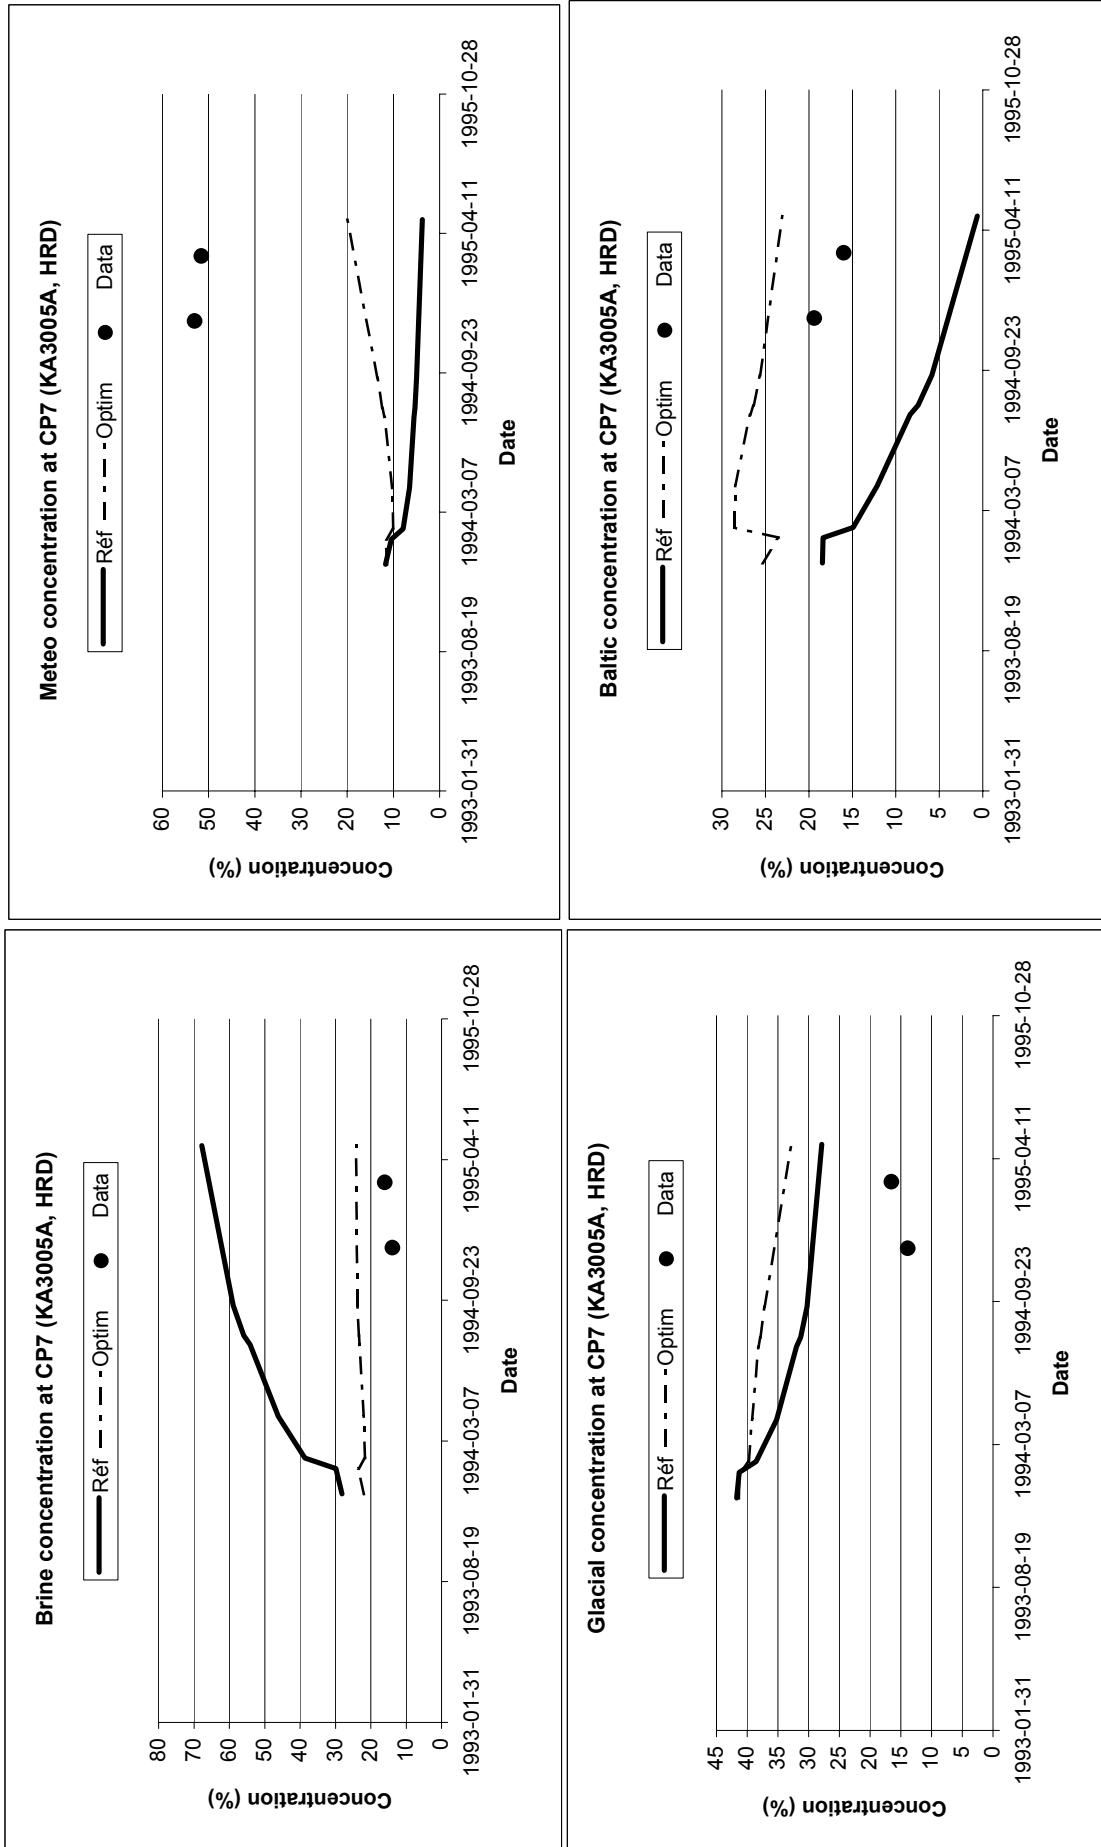 Brine concentration at CP7 (KA3005A, HRD)
Réf Optim Data
80
70
60
50
40
30
20
10
0
1993-01-31 1993-08-19 1994-03-07 1994-09-23 1995-04-11 1995-10-28
Date
Concentration (%)
Meteo concentration at CP7 (KA3005A, HRD)
Réf Optim Data
60
50
40
30
20
10
0
1993-01-31 1993-08-19 1994-03-07 1994-09-23 1995-04-11 1995-10-28
Date
Concentration (%)
Glacial concentration at CP7 (KA3005A, HRD)
Réf Optim Data
45
40
35
30
25
20
15
10
5
0
1993-01-31 1993-08-19 1994-03-07 1994-09-23 1995-04-11 1995-10-28
Date
Concentration (%)
Baltic concentration at CP7 (KA3005A, HRD)
Réf Optim Data
30
25
20
15
10
5
0
1993-01-31 1993-08-19 1994-03-07 1994-09-23 1995-04-11 1995-10-28
Date
Concentration (%)